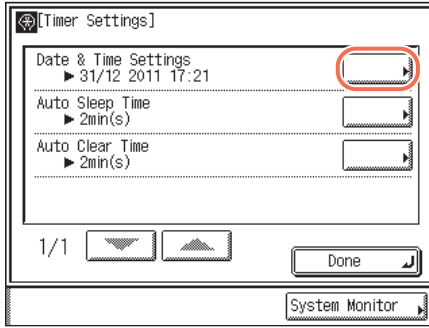 [Timer Settings]
Date & Time Settings
▶ 31/12 2011 17:21
Auto Sleep Time
▶ 2min(s)
Auto Clear Time
▶ 2min(s)
1/1
Done
System Monitor